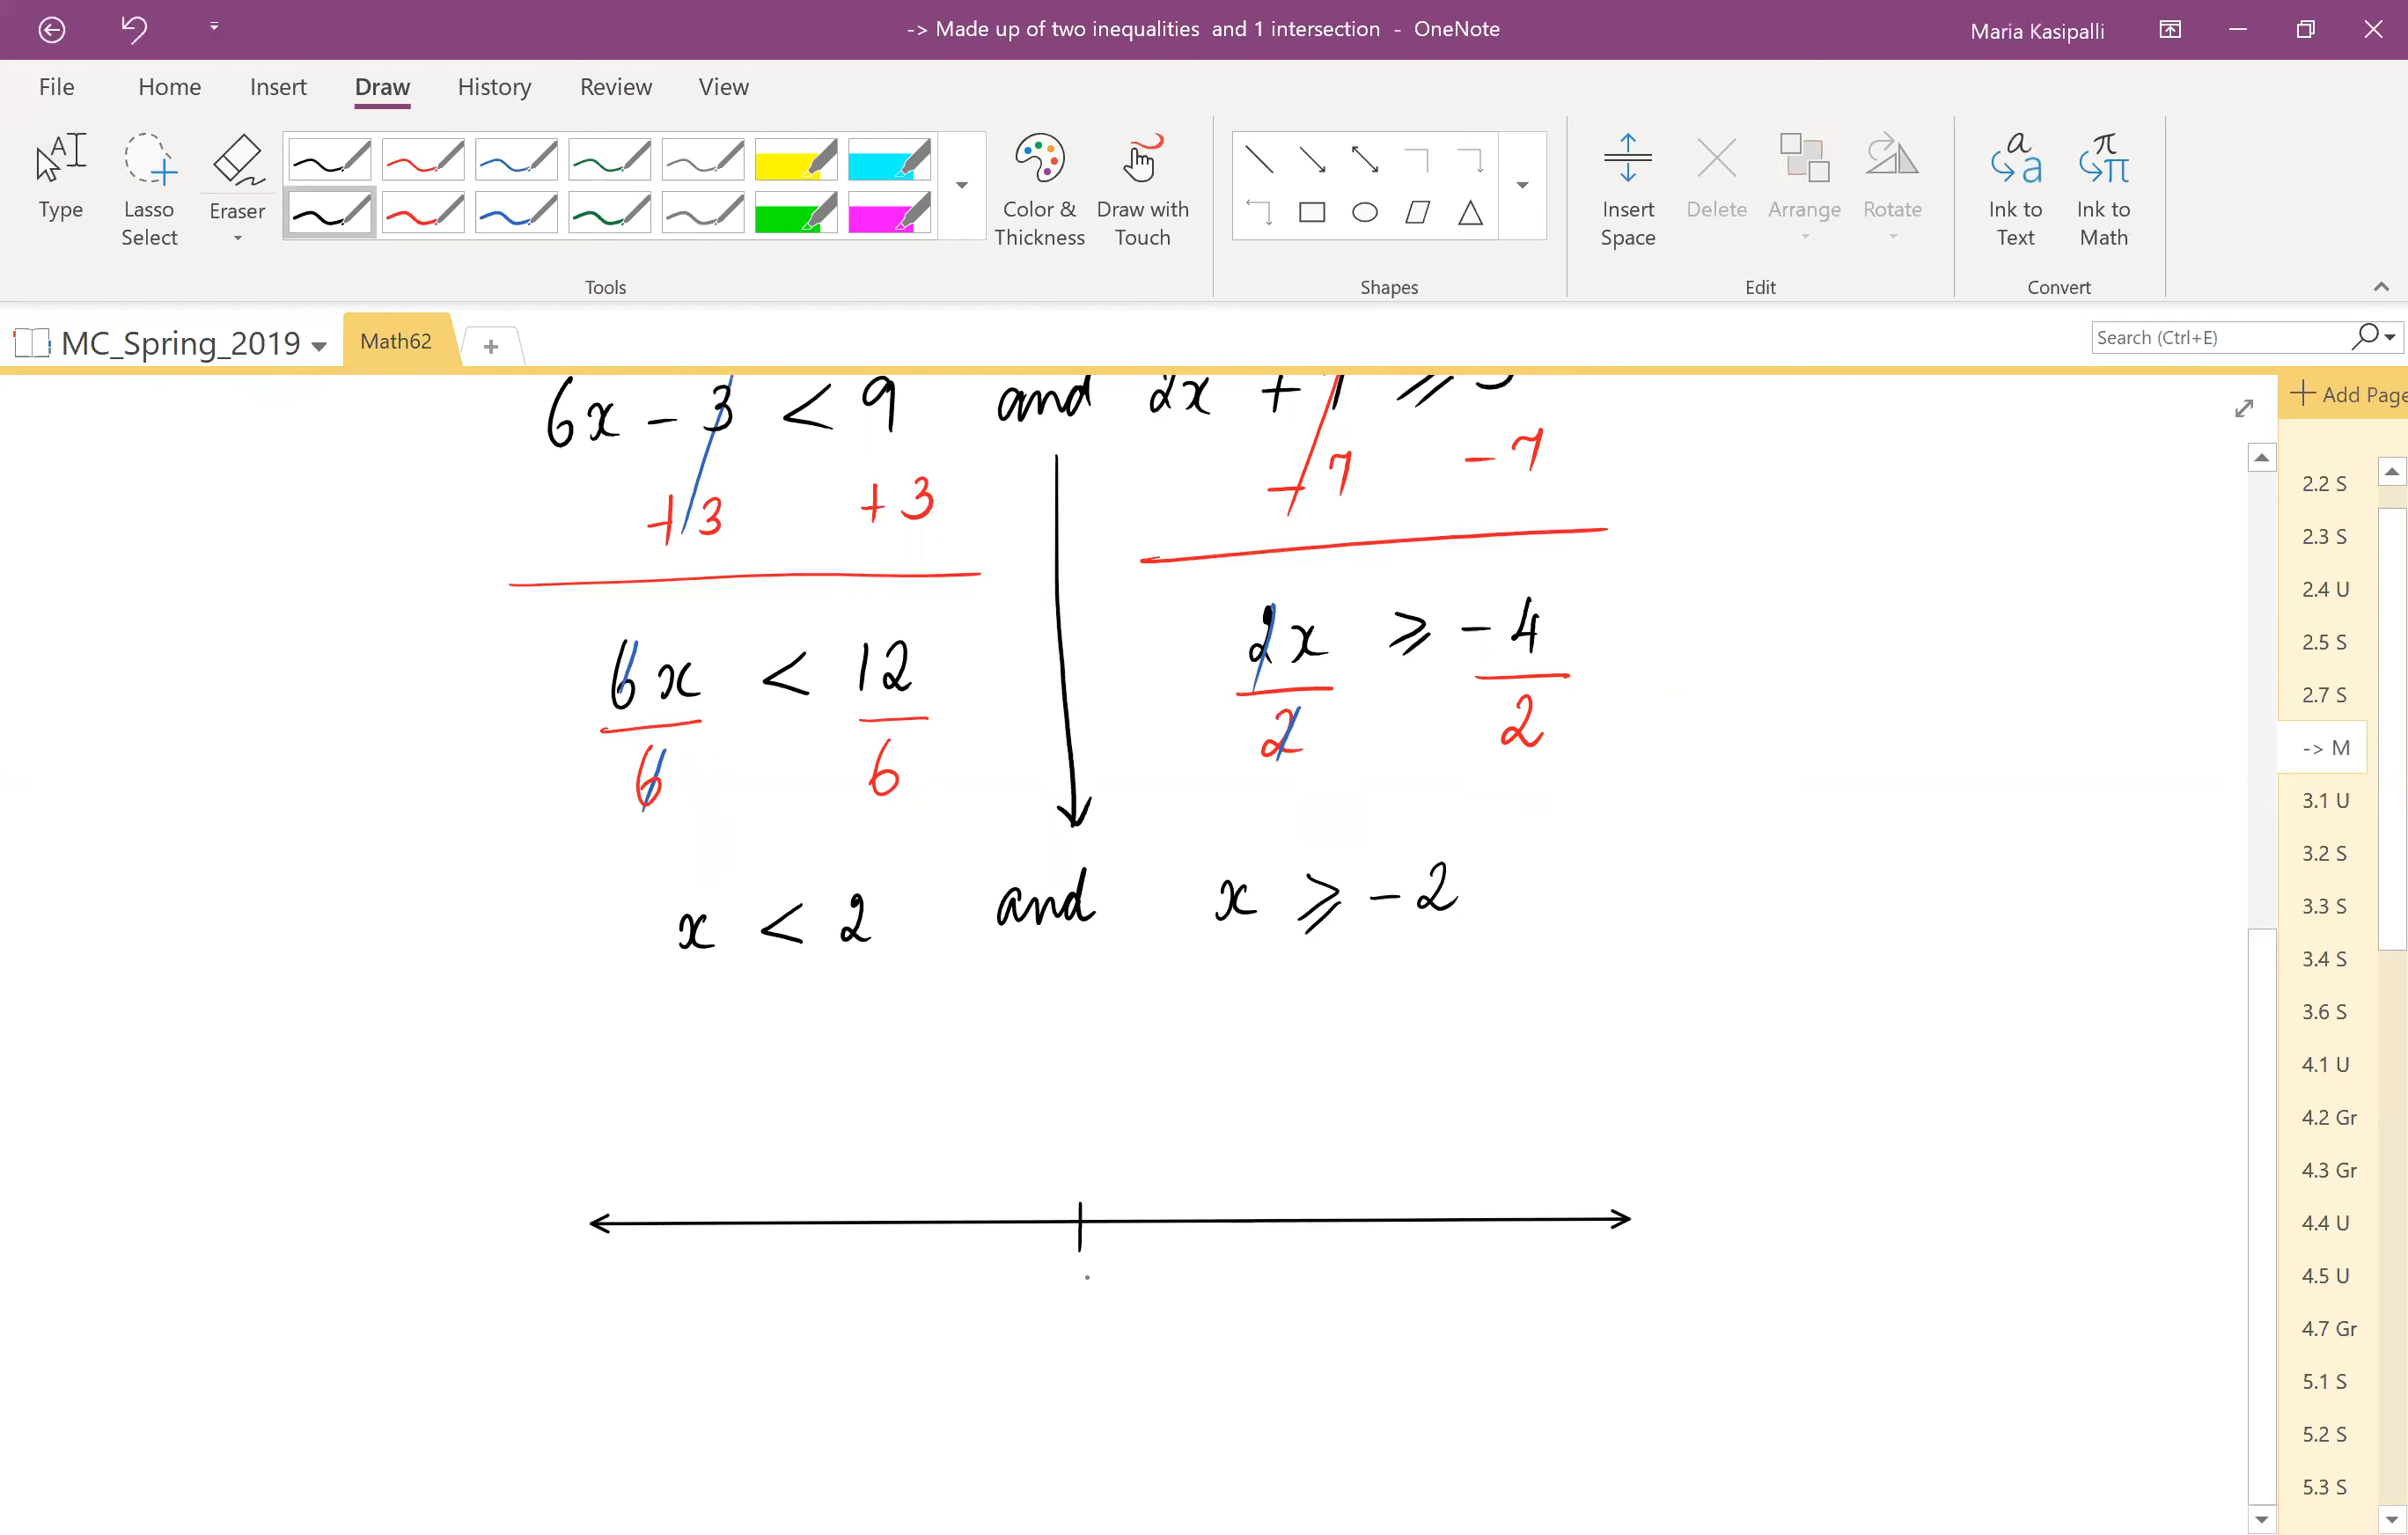 -> Made up of two inequalities and 1 intersection - OneNote
Maria Kasipalli
File Home Insert Draw History Review View
Type
Lasso Select
Eraser
Color & Thickness
Draw with Touch
Insert Space
Delete
Arrange
Rotate
Ink to Text
Ink to Math
Tools Shapes Edit Convert
MC_Spring_2019 Math62
Search (Ctrl+E)
Add Page
6x - 3 < 9 and 2x + 7 ≥
+3 +3 -7 -7
6x < 12 2x ≥ -4
6 6 2 2
x < 2 and x ≥ -2
2.2 S
2.3 S
2.4 U
2.5 S
2.7 S
-> M
3.1 U
3.2 S
3.3 S
3.4 S
3.6 S
4.1 U
4.2 Gr
4.3 Gr
4.4 U
4.5 U
4.7 Gr
5.1 S
5.2 S
5.3 S